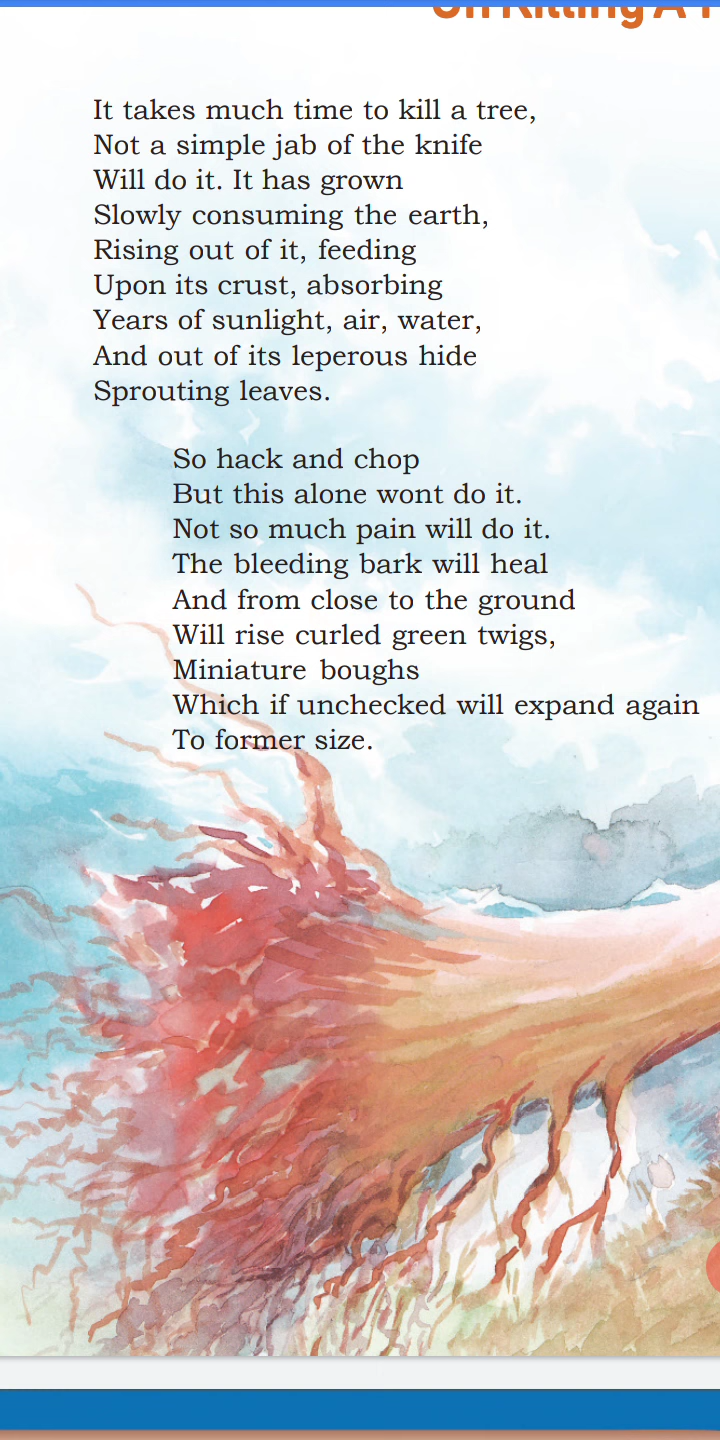 On Killing A
It takes much time to kill a tree,
Not a simple jab of the knife
Will do it. It has grown
Slowly consuming the earth,
Rising out of it, feeding
Upon its crust, absorbing
Years of sunlight, air, water,
And out of its leperous hide
Sprouting leaves.
So hack and chop
But this alone wont do it.
Not so much pain will do it.
The bleeding bark will heal
And from close to the ground
Will rise curled green twigs,
Miniature boughs
Which if unchecked will expand again
To former size.